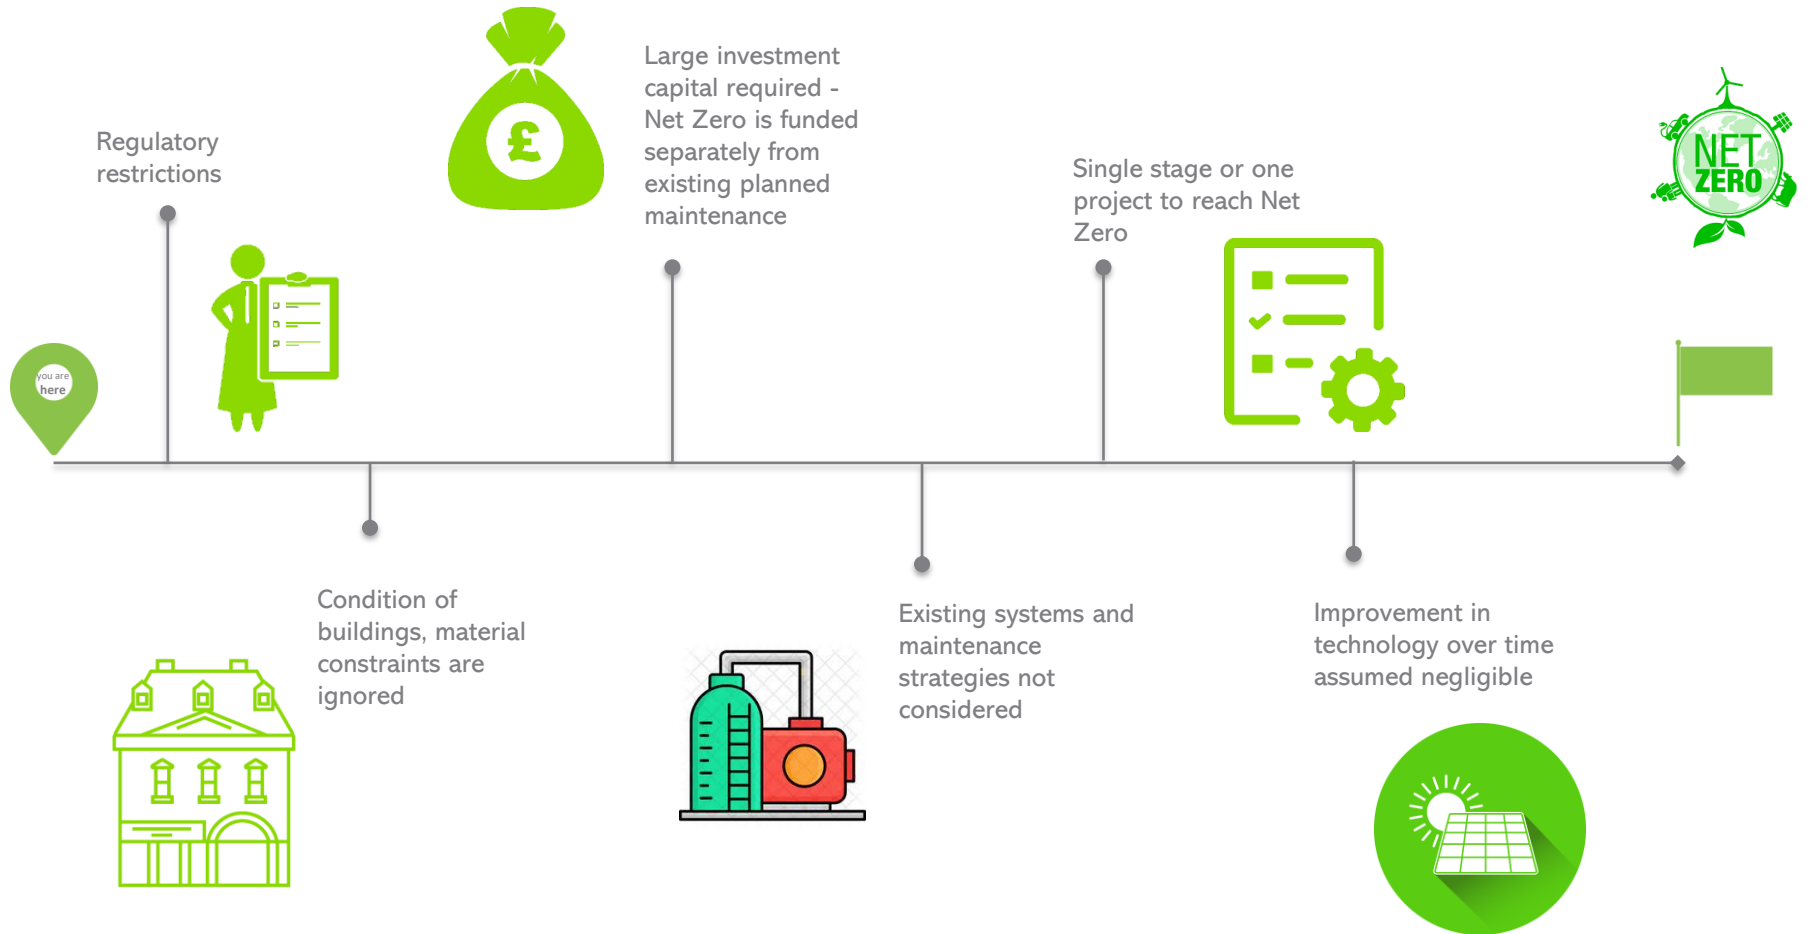 Regulatory
restrictions
Large investment
capital required -
Net Zero is funded
separately from
existing planned
maintenance
Single stage or one
project to reach Net
Zero
NET
ZERO
you are
here
£
Condition of
buildings, material
constraints are
ignored
Existing systems and
maintenance
strategies not
considered
Improvement in
technology over time
assumed negligible